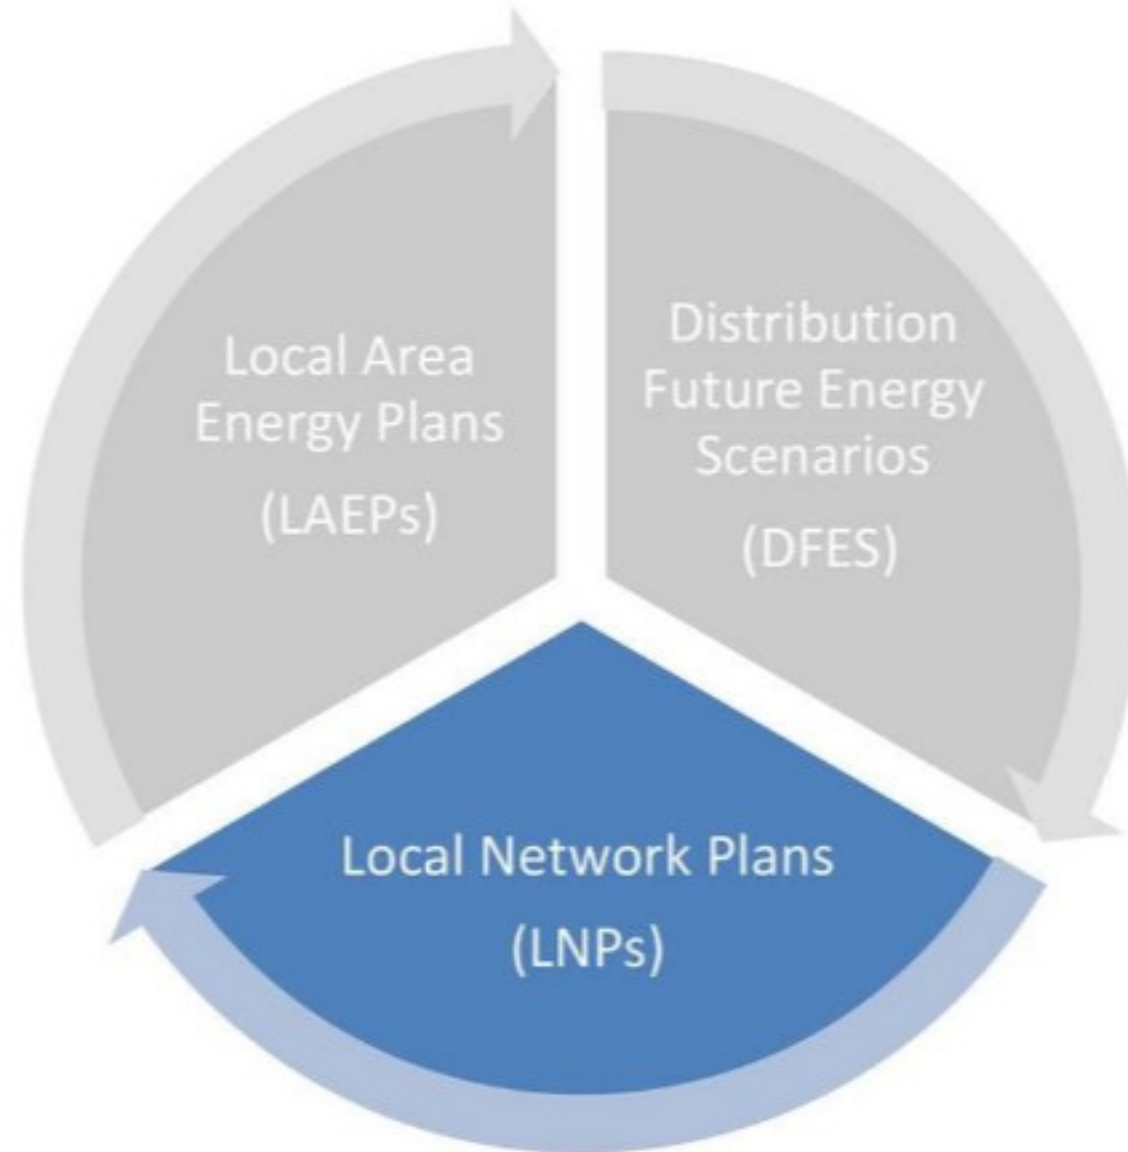 Local Area
Energy Plans
(LAEPs)
Distribution
Future Energy
Scenarios
(DFES)
Local Network Plans
(LNPs)